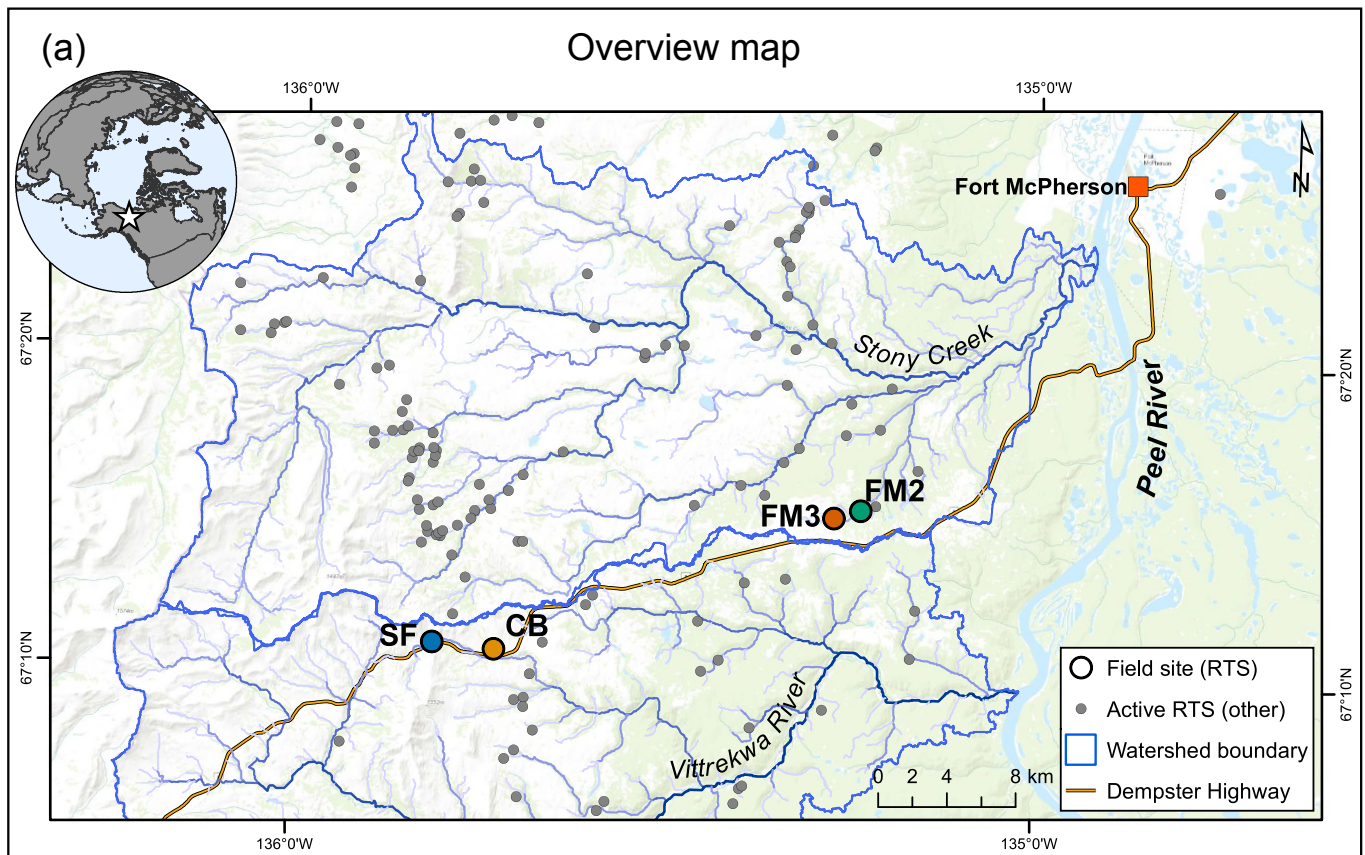 (a)
Overview map
136°0'W
135°0'W
Fort
McPherson
Fort McPherson
N
67°20'N
Stony Creek
67°20'N
Peel River
FM2
FM3
SF
CB
67°10'N
67°10'N
Vittrekwa River
Field site (RTS)
Active RTS (other)
Watershed boundary
Dempster Highway
0 2 4 8 km
136°0'W
135°0'W